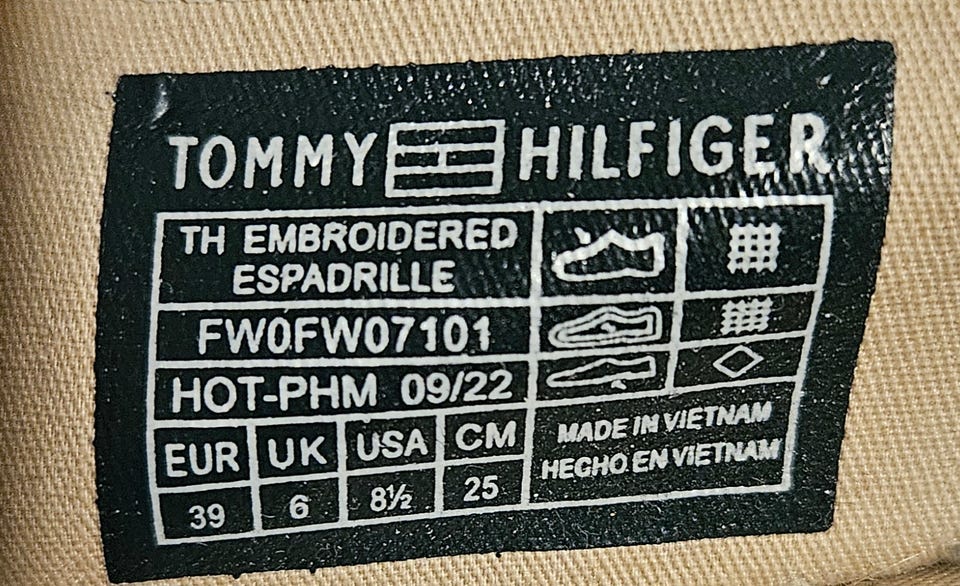 TOMMY HILFIGER
TH EMBROIDERED
ESPADRILLE
FW0FW07101
HOT-PHM 09/22
EUR UK USA CM
39 6 8½ 25
MADE IN VIETNAM
HECHO EN VIETNAM